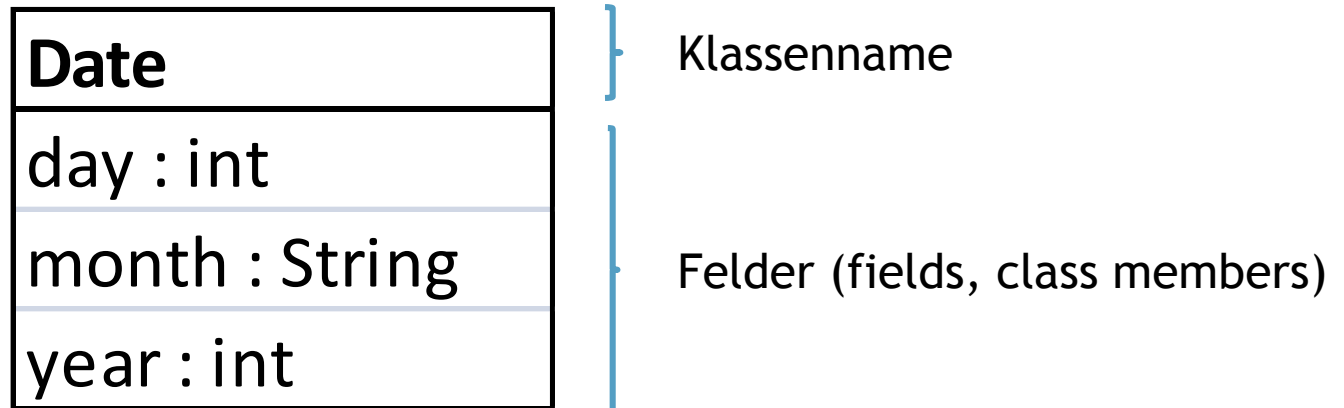 Date
Klassenname
day : int
month : String
Felder (fields, class members)
year : int